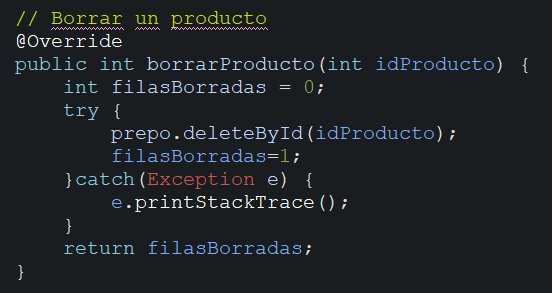 // Borrar un producto
@Override
public int borrarProducto(int idProducto) {
    int filasBorradas = 0;
    try {
        prepo.deleteById(idProducto);
        filasBorradas=1;
    }catch(Exception e) {
        e.printStackTrace();
    }
    return filasBorradas;
}